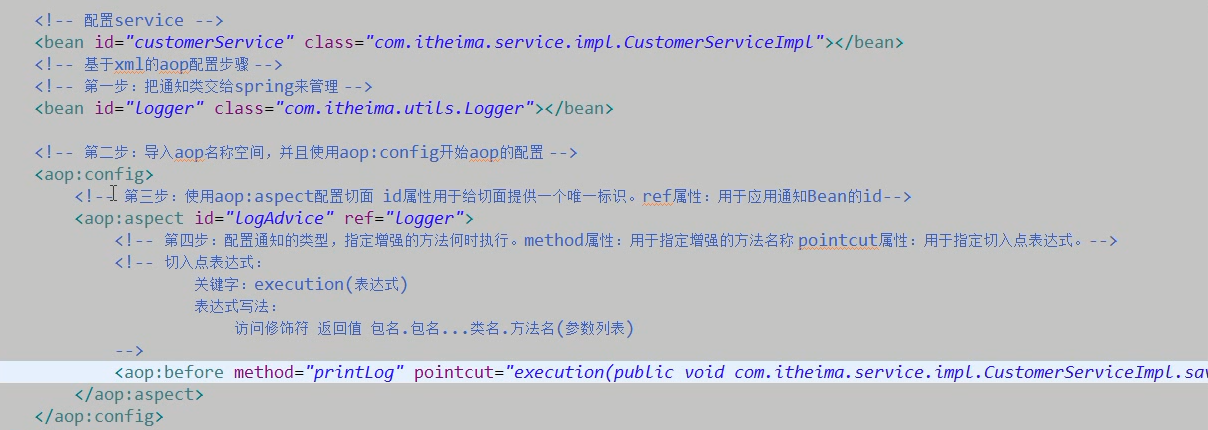 <!-- 配置service -->
<bean id="customerService" class="com.itheima.service.impl.CustomerServiceImpl"></bean>
<!-- 基于xml的aop配置步骤 -->
<!-- 第一步：把通知类交给spring来管理 -->
<bean id="logger" class="com.itheima.utils.Logger"></bean>
<!-- 第二步：导入aop名称空间，并且使用aop:config开始aop的配置 -->
<aop:config>
<!-- 第三步：使用aop:aspect配置切面 id属性用于给切面提供一个唯一标识。ref属性：用于应用通知Bean的id-->
<aop:aspect id="logAdvice" ref="logger">
<!-- 第四步：配置通知的类型，指定增强的方法何时执行。method属性：用于指定增强的方法名称 pointcut属性：用于指定切入点表达式。-->
<!-- 切入点表达式：
关键字：execution(表达式)
表达式写法：
访问修饰符 返回值 包名.包名...类名.方法名(参数列表)
-->
<aop:before method="printLog" pointcut="execution(public void com.itheima.service.impl.CustomerServiceImpl.sav
</aop:aspect>
</aop:config>